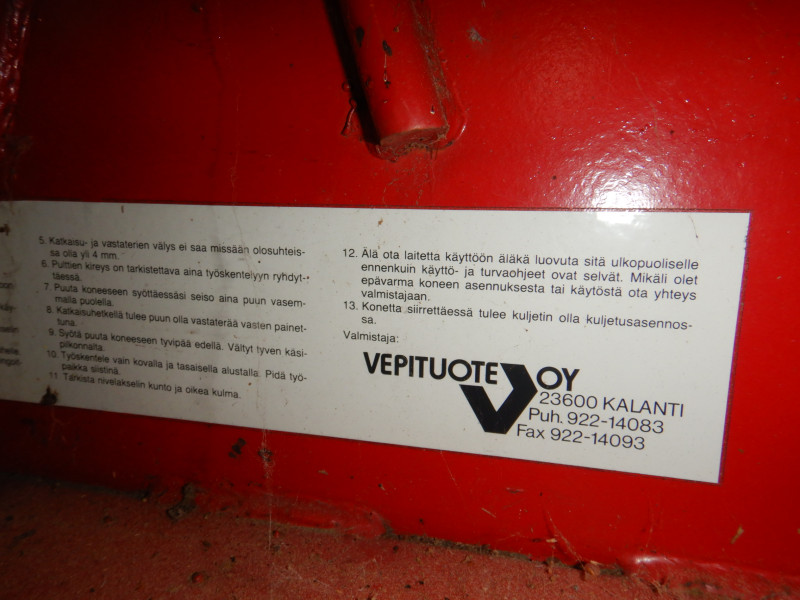 5. Katkaisu- ja vastaterien välys ei saa missään olosuhteis-
sa olla yli 4 mm.
6. Pulttien kireys on tarkistettava aina työskentelyyn ryhdyt-
täessä.
7. Puuta koneeseen syöttäessäsi seiso aina puun vasem-
malla puolella.
8. Katkaisuhetkellä tulee puun olla vastaterää vasten painet-
tuna.
9. Syötä puuta koneeseen tyvipää edellä. Vältyt tyven käsi-
pilkonnalta.
10. Työskentele vain kovalla ja tasaisella alustalla. Pidä työ-
paikka siistinä.
11. Tarkista nivelakselin kunto ja oikea kulma.
12. Älä ota laitetta käyttöön äläkä luovuta sitä ulkopuoliselle
ennenkuin käyttö- ja turvaohjeet ovat selvät. Mikäli olet
epävarma koneen asennuksesta tai käytöstä ota yhteys
valmistajaan.
13. Konetta siirrettäessä tulee kuljetin olla kuljetusasennos-
sa.
Valmistaja:
VEPITUOTE OY
23600 KALANTI
Puh. 922-14083
Fax 922-14093